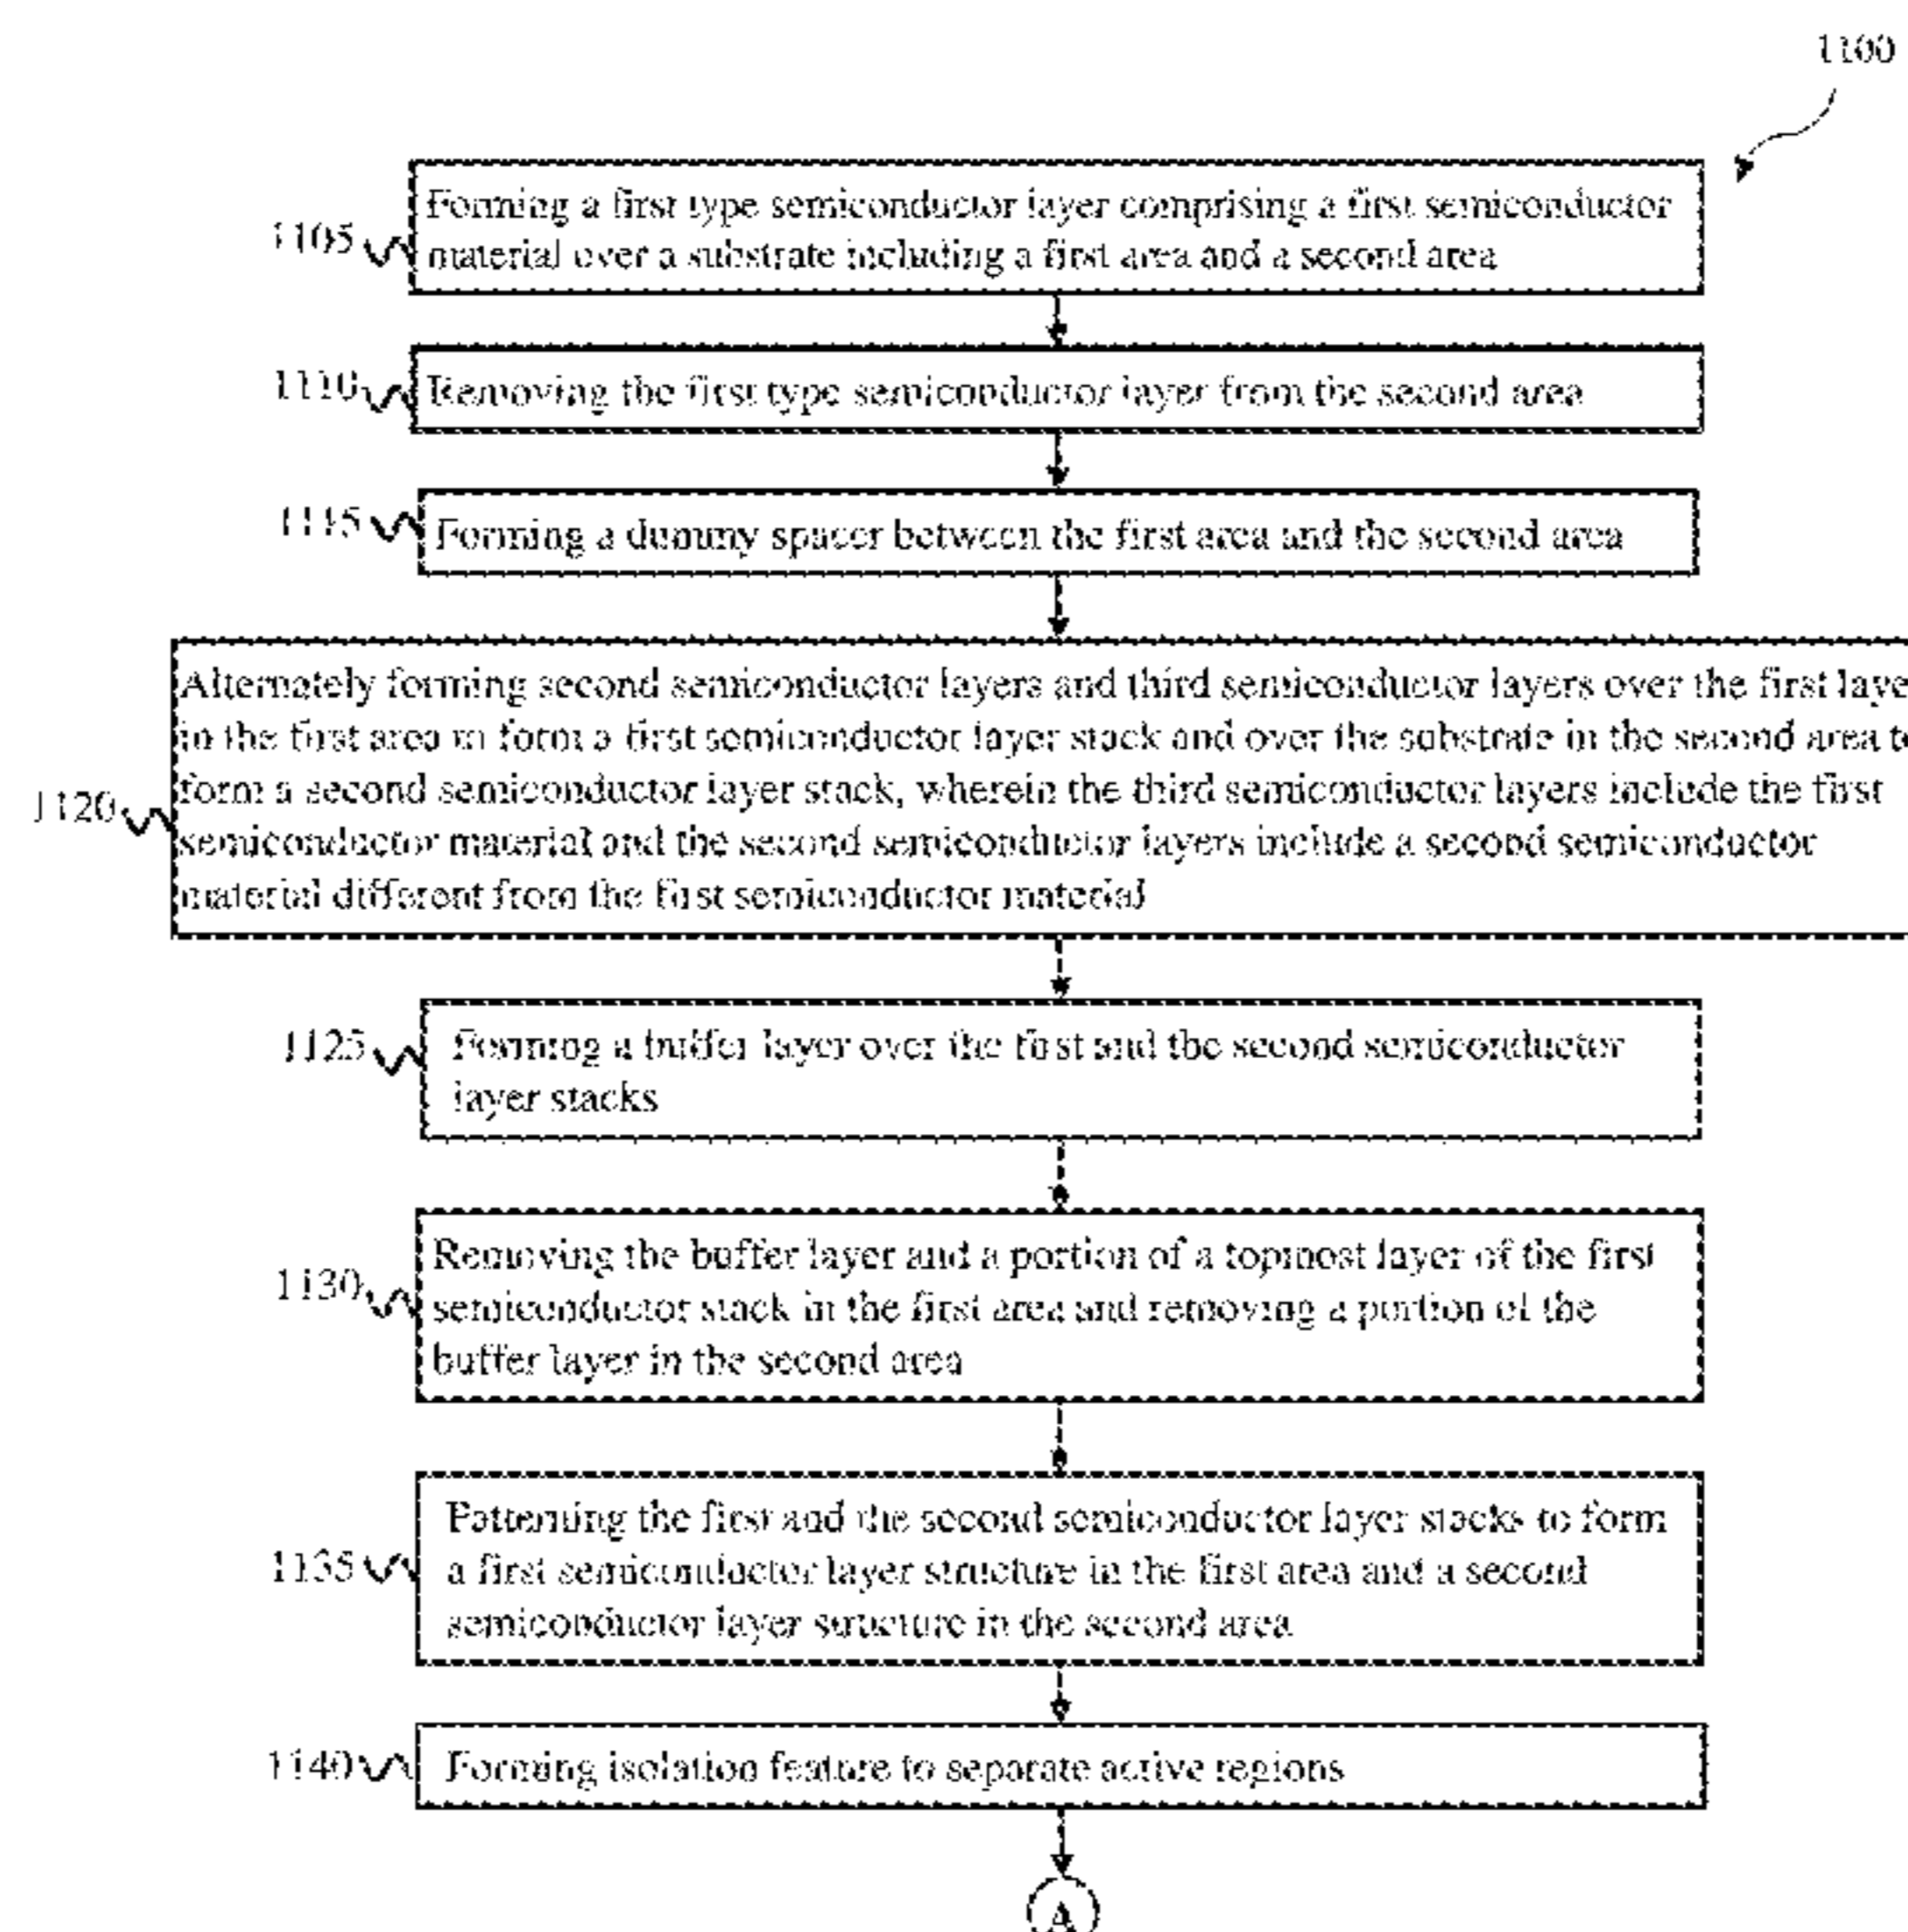 1100
1105
Forming a first type semiconductor layer comprising a first semiconductor
material over a substrate including a first area and a second area
1110
Removing the first type semiconductor layer from the second area
1115
Forming a dummy spacer between the first area and the second area
1120
Alternately forming second semiconductor layers and third semiconductor layers over the first laye
in the first area to form a first semiconductor layer stack and over the substrate in the second area to
form a second semiconductor layer stack, wherein the third semiconductor layers include the first
semiconductor material and the second semiconductor layers include a second semiconductor
material different from the first semiconductor material
1125
Forming a buffer layer over the first and the second semiconductor
layer stacks
1130
Removing the buffer layer and a portion of a topmost layer of the first
semiconductor stack in the first area and removing a portion of the
buffer layer in the second area
1135
Patterning the first and the second semiconductor layer stacks to form
a first semiconductor layer structure in the first area and a second
semiconductor layer structure in the second area
1140
Forming isolation feature to separate active regions
A